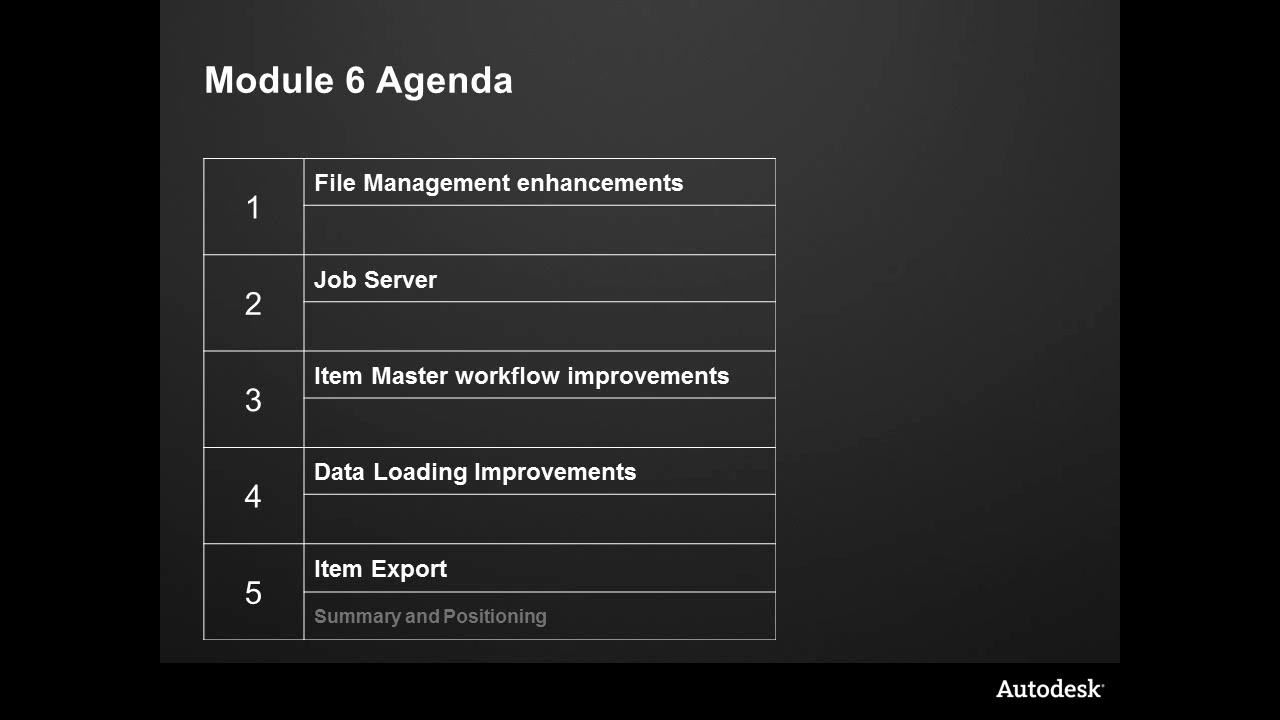 Module 6 Agenda
1
File Management enhancements
2
Job Server
3
Item Master workflow improvements
4
Data Loading Improvements
5
Item Export
Summary and Positioning
Autodesk